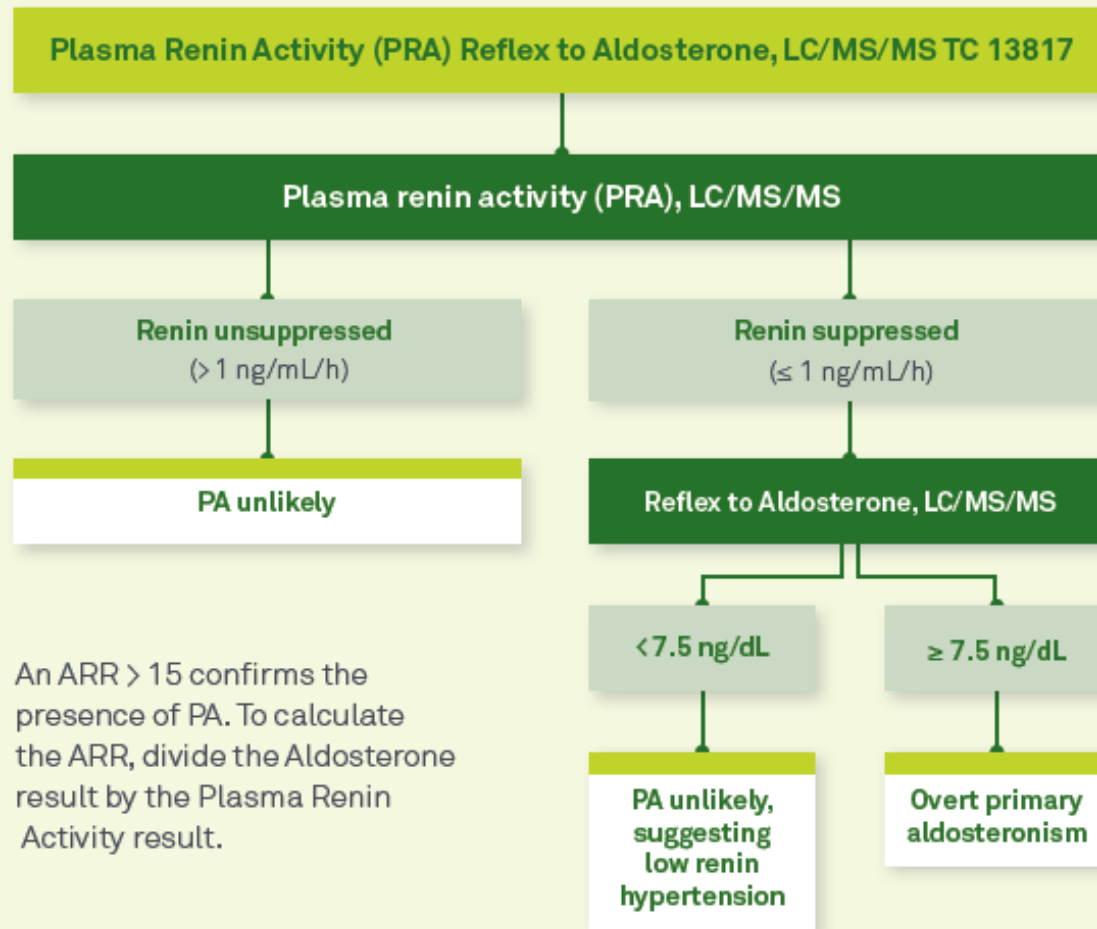 Plasma Renin Activity (PRA) Reflex to Aldosterone, LC/MS/MS TC 13817
Plasma renin activity (PRA), LC/MS/MS
Renin unsuppressed
(> 1 ng/mL/h)
Renin suppressed
(≤ 1 ng/mL/h)
PA unlikely
Reflex to Aldosterone, LC/MS/MS
< 7.5 ng/dL
≥ 7.5 ng/dL
An ARR > 15 confirms the
presence of PA. To calculate
the ARR, divide the Aldosterone
result by the Plasma Renin
Activity result.
PA unlikely,
suggesting
low renin
hypertension
Overt primary
aldosteronism